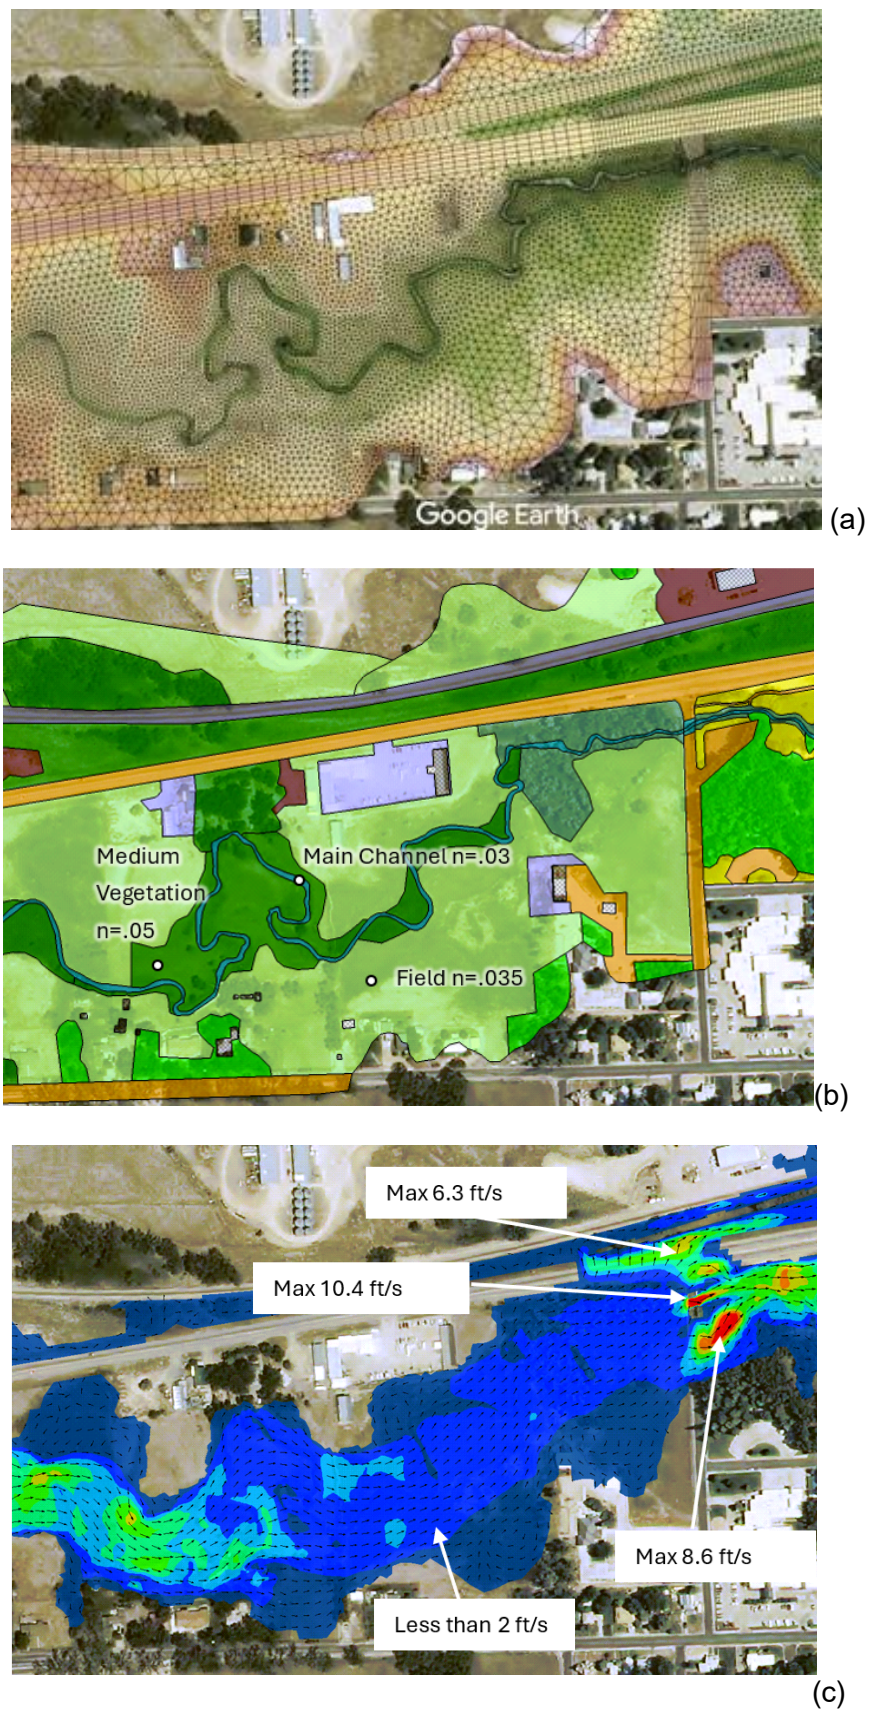 Google Earth
(a)
Medium
Vegetation
n=.05
Main Channel n=.03
Field n=.035
(b)
Max 6.3 ft/s
Max 10.4 ft/s
Max 8.6 ft/s
Less than 2 ft/s
(c)